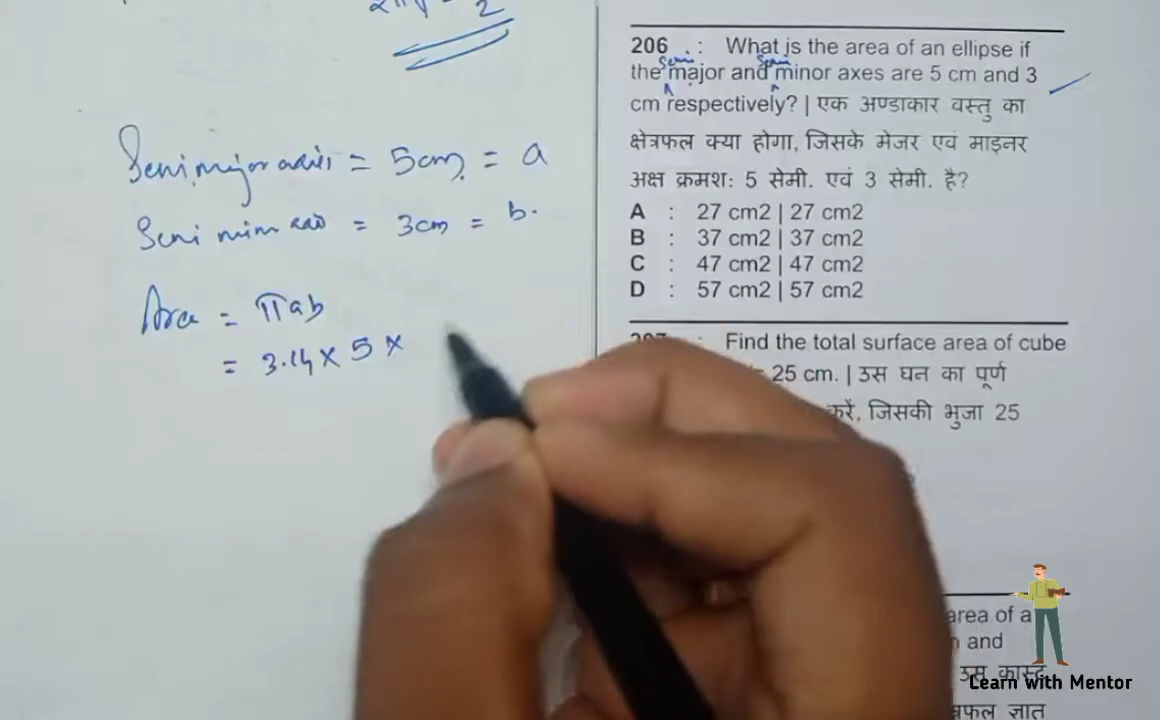 2
Semi major axis = 5cm = a
Semi = 3cm = b.
Area = πab
= 3.14 × 5 ×
206 : What is the area of an ellipse if
semi semi
the major and minor axes are 5 cm and 3
cm respectively? | एक अण्डाकार वस्तु का
क्षेत्रफल क्या होगा, जिसके मेजर एवं माइनर
अक्ष क्रमश: 5 सेमी. एवं 3 सेमी. है?
A : 27 cm2 | 27 cm2
B : 37 cm2 | 37 cm2
C : 47 cm2 | 47 cm2
D : 57 cm2 | 57 cm2
Find the total surface area of cube
25 cm. | उस घन का पूर्ण
करें, जिसकी भुजा 25
area of a
and
उस
ज्ञात
Learn with Mentor